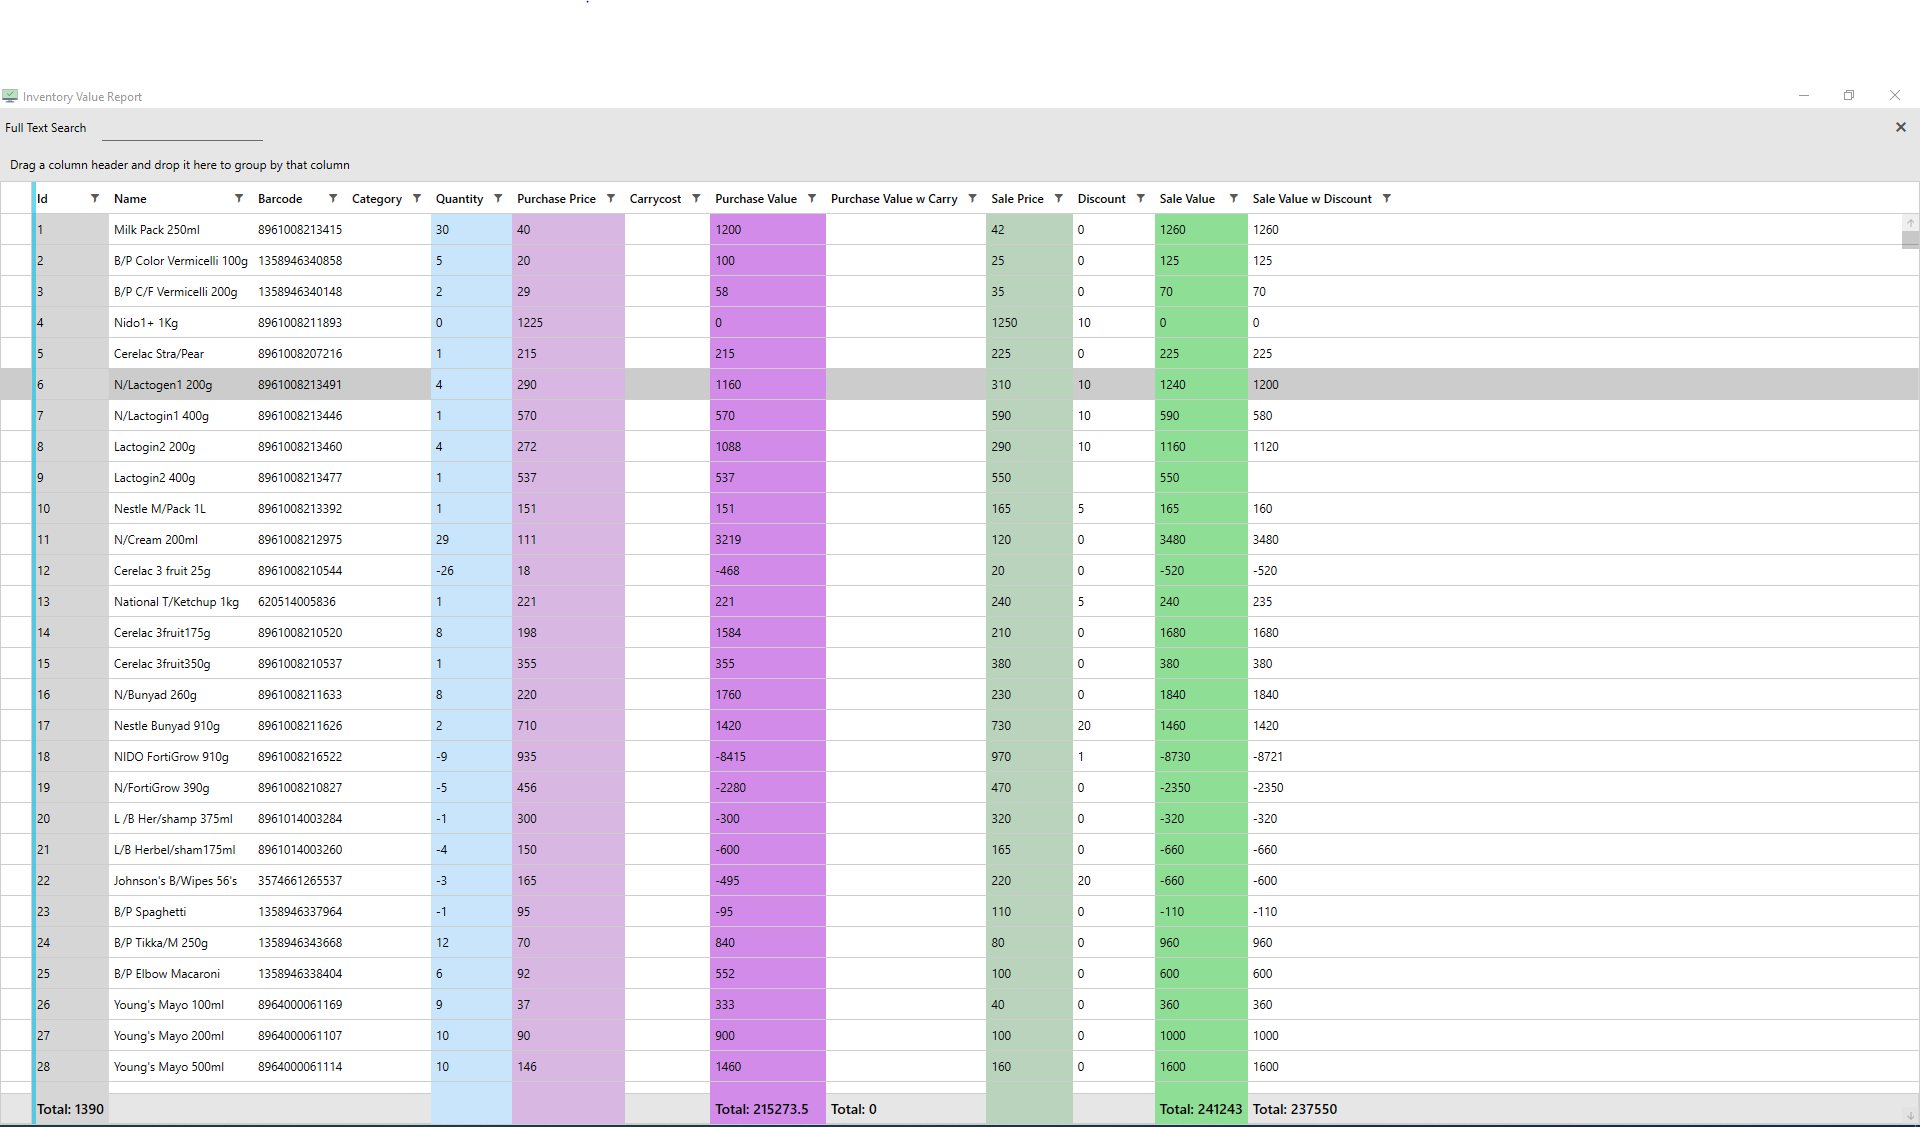 Inventory Value Report
Full Text Search
Drag a column header and drop it here to group by that column
Id Name Barcode Category Quantity Purchase Price Carrycost Purchase Value Purchase Value w Carry Sale Price Discount Sale Value Sale Value w Discount
1 Milk Pack 250ml 8961008213415 30 40 1200 42 0 1260 1260
2 B/P Color Vermicelli 100g 1358946340858 5 20 100 25 0 125 125
3 B/P C/F Vermicelli 200g 1358946340148 2 29 58 35 0 70 70
4 Nido1+ 1Kg 8961008211893 0 1225 0 1250 10 0 0
5 Cerelac Stra/Pear 8961008207216 1 215 215 225 0 225 225
6 N/Lactogen1 200g 8961008213491 4 290 1160 310 10 1240 1200
7 N/Lactogin1 400g 8961008213446 1 570 570 590 10 590 580
8 Lactogin2 200g 8961008213460 4 272 1088 290 10 1160 1120
9 Lactogin2 400g 8961008213477 1 537 537 550 550
10 Nestle M/Pack 1L 8961008213392 1 151 151 165 5 165 160
11 N/Cream 200ml 8961008212975 29 111 3219 120 0 3480 3480
12 Cerelac 3 fruit 25g 8961008210544 -26 18 -468 20 0 -520 -520
13 National T/Ketchup 1kg 620514005836 1 221 221 240 5 240 235
14 Cerelac 3fruit175g 8961008210520 8 198 1584 210 0 1680 1680
15 Cerelac 3fruit350g 8961008210537 1 355 355 380 0 380 380
16 N/Bunyad 260g 8961008211633 8 220 1760 230 0 1840 1840
17 Nestle Bunyad 910g 8961008211626 2 710 1420 730 20 1460 1420
18 NIDO FortiGrow 910g 8961008216522 -9 935 -8415 970 1 -8730 -8721
19 N/FortiGrow 390g 8961008210827 -5 456 -2280 470 0 -2350 -2350
20 L /B Her/shamp 375ml 8961014003284 -1 300 -300 320 0 -320 -320
21 L/B Herbel/sham175ml 8961014003260 -4 150 -600 165 0 -660 -660
22 Johnson's B/Wipes 56's 3574661265537 -3 165 -495 220 20 -660 -600
23 B/P Spaghetti 1358946337964 -1 95 -95 110 0 -110 -110
24 B/P Tikka/M 250g 1358946343668 12 70 840 80 0 960 960
25 B/P Elbow Macaroni 1358946338404 6 92 552 100 0 600 600
26 Young's Mayo 100ml 8964000061169 9 37 333 40 0 360 360
27 Young's Mayo 200ml 8964000061107 10 90 900 100 0 1000 1000
28 Young's Mayo 500ml 8964000061114 10 146 1460 160 0 1600 1600
Total: 1390 Total: 215273.5 Total: 0 Total: 241243 Total: 237550